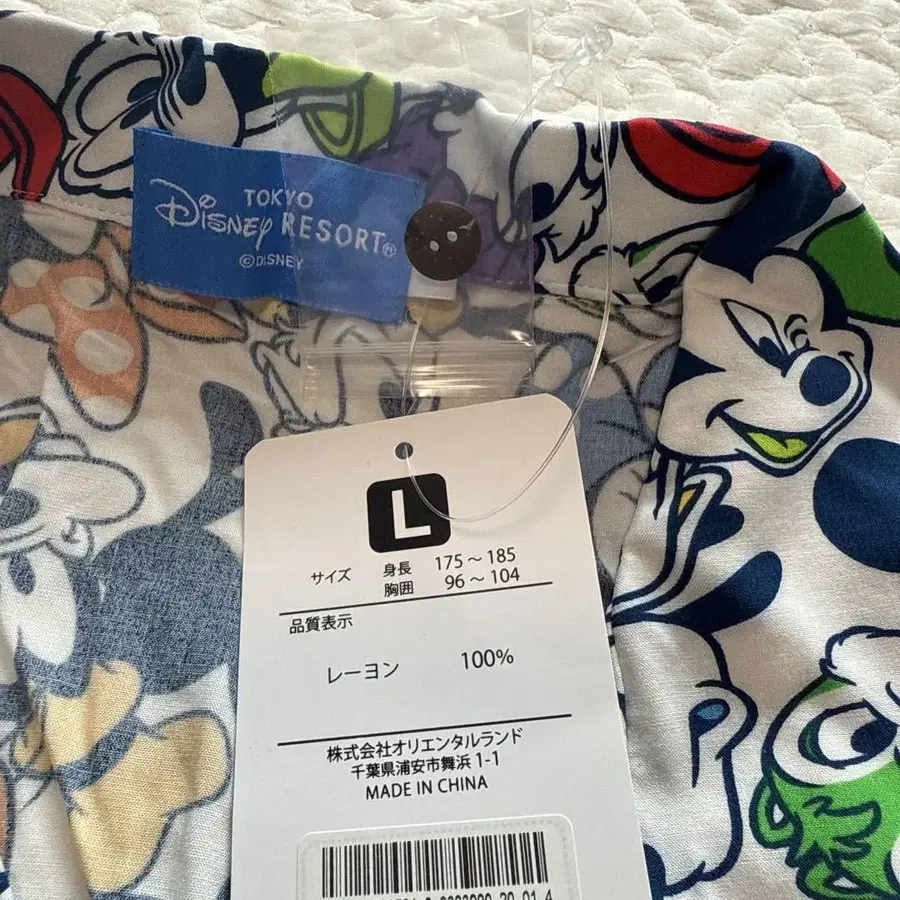 TOKYO
Disney RESORT®
©DISNEY
L
サイズ 身長 175～185
胸囲 96～104
品質表示
レーヨン 100%
株式会社オリエンタルランド
千葉県浦安市舞浜 1-1
MADE IN CHINA